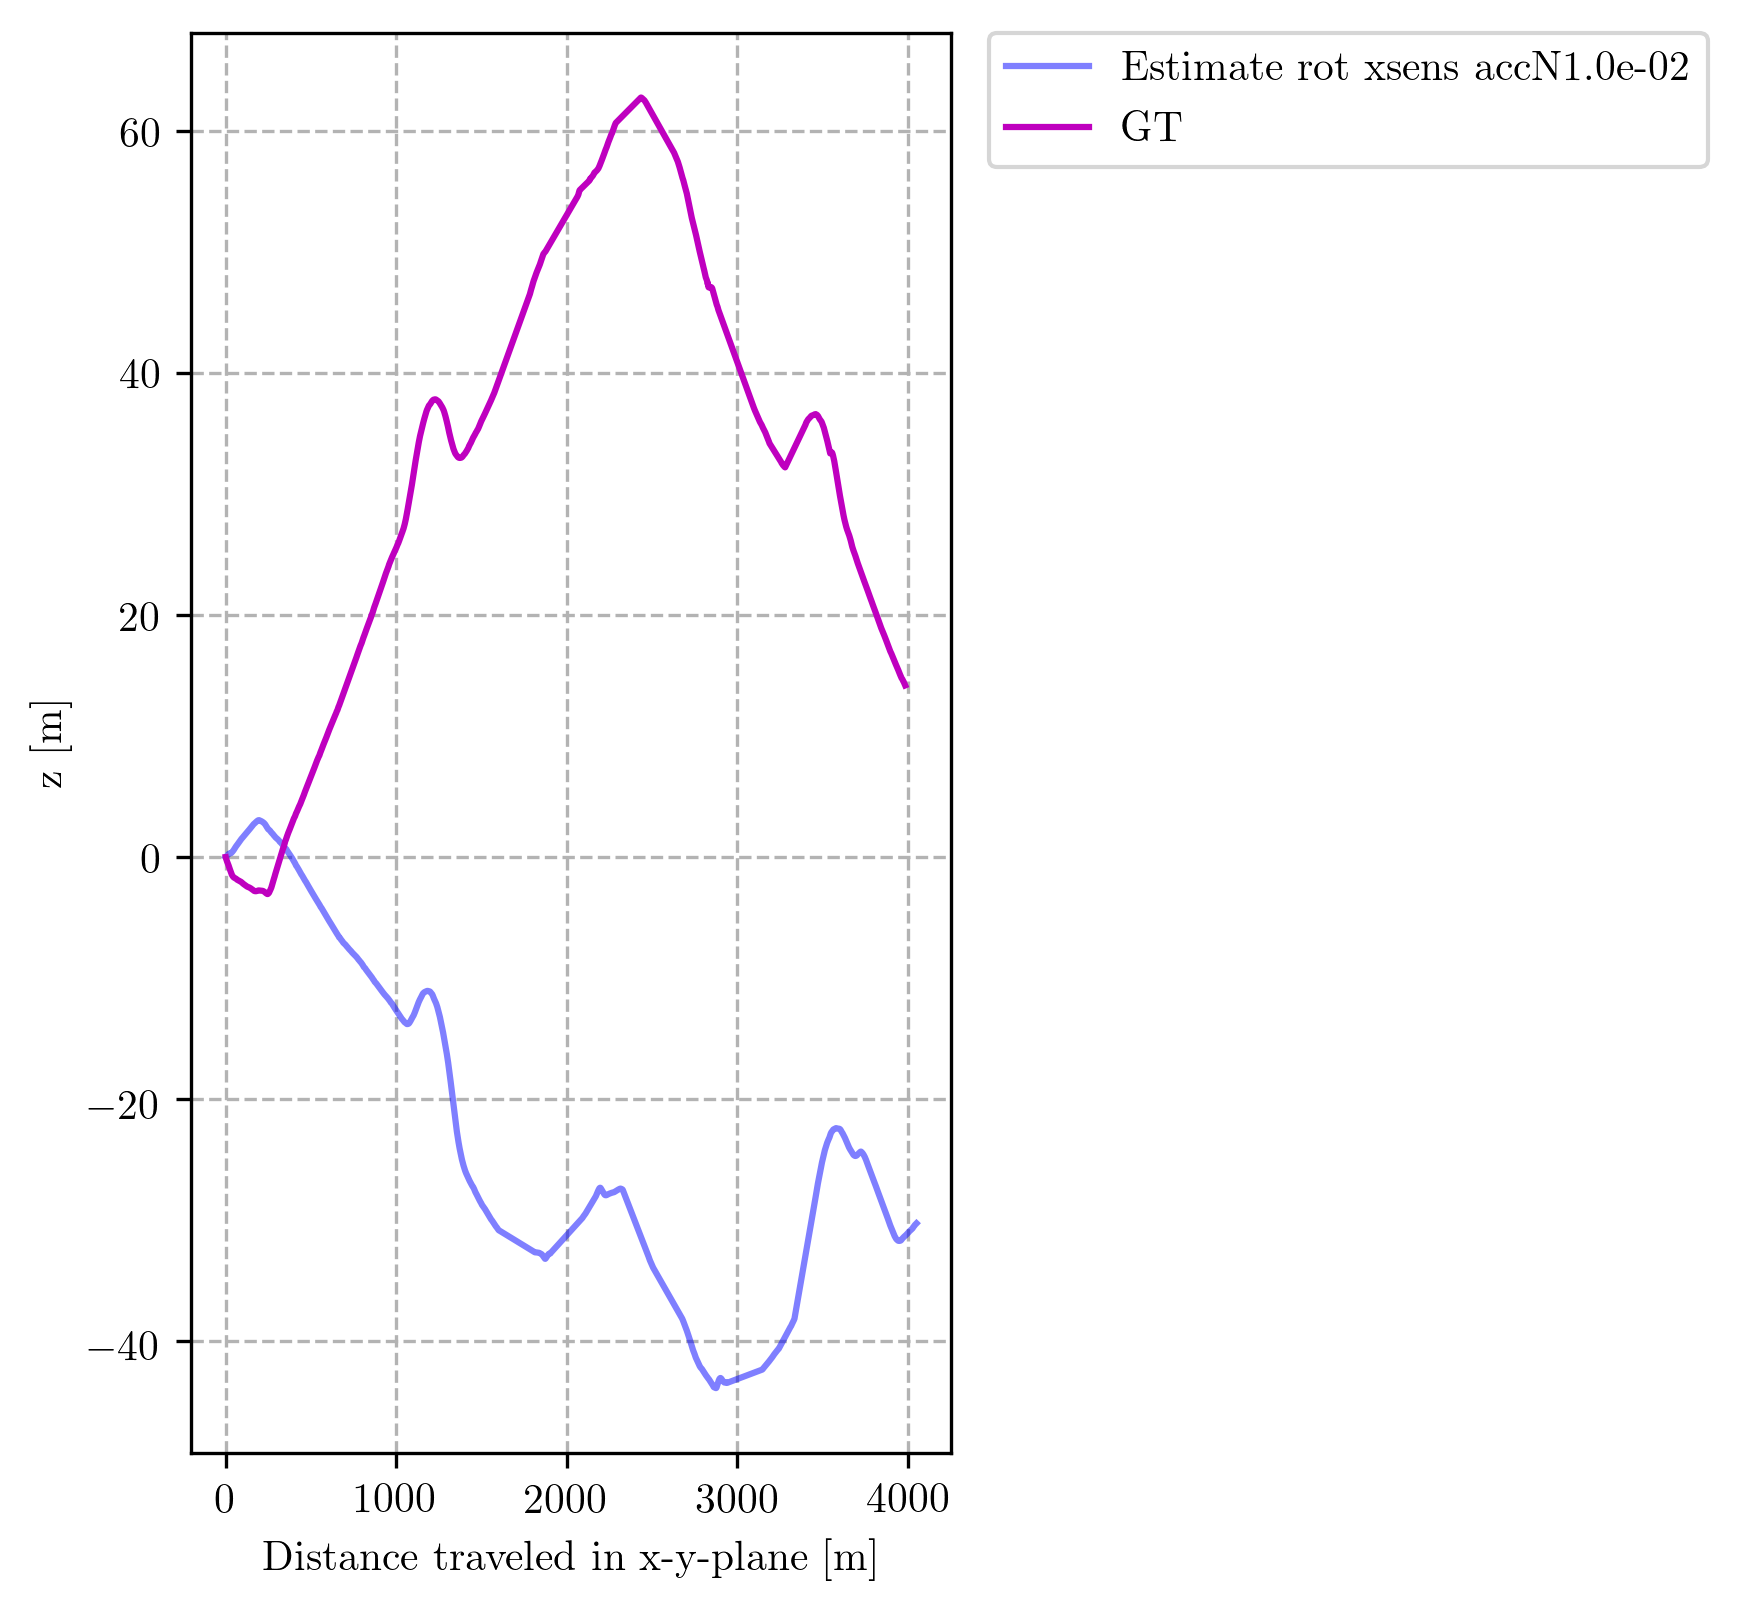 Estimate rot xsens accN1.0e-02
GT
60
40
20
0
−20
−40
z [m]
0 1000 2000 3000 4000
Distance traveled in x-y-plane [m]